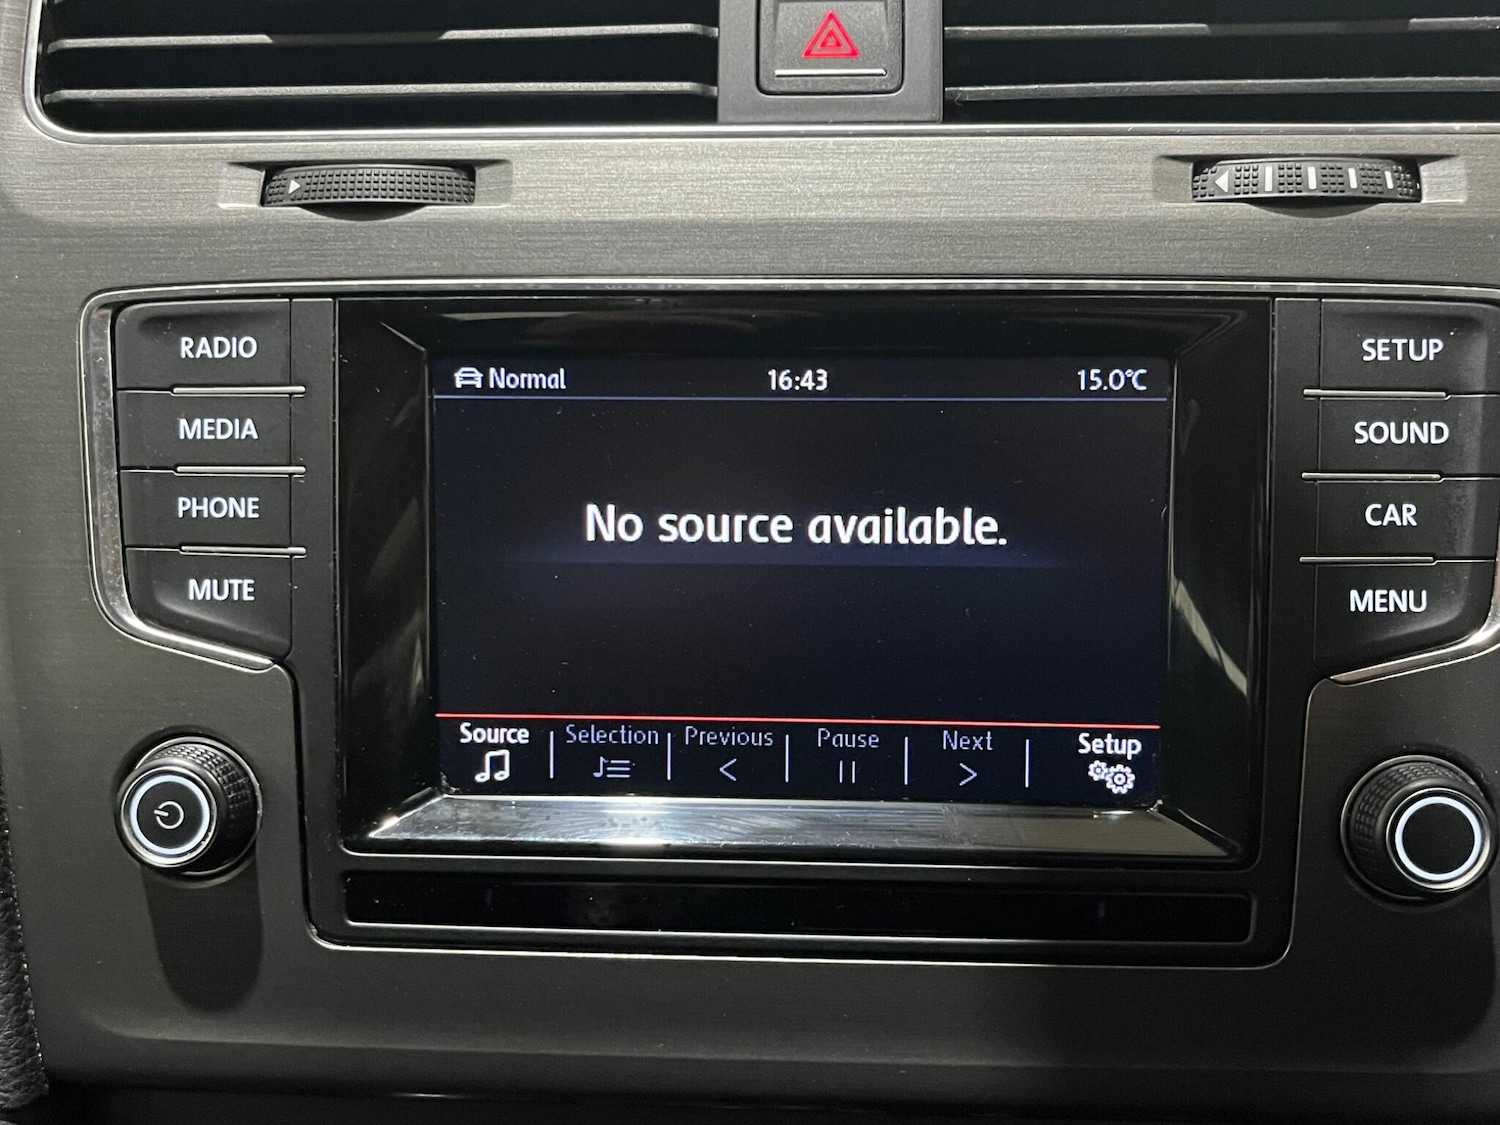 RADIO
MEDIA
PHONE
MUTE
Normal 16:43 15.0°C
No source available.
Source Selection Previous Pause Next Setup
SETUP
SOUND
CAR
MENU